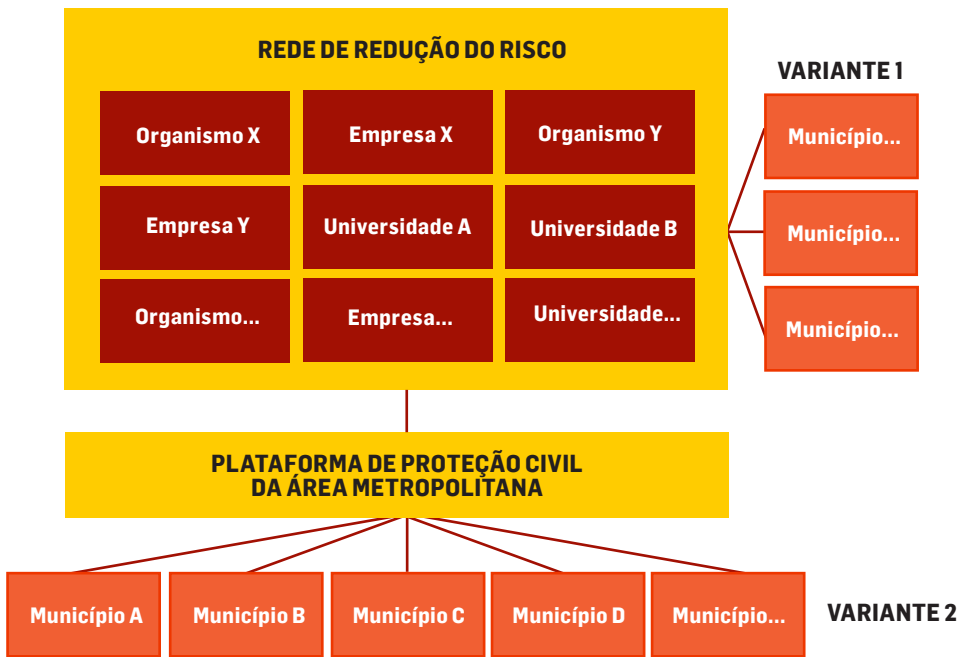 REDE DE REDUÇÃO DO RISCO
Organismo X
Empresa X
Organismo Y
Empresa Y
Universidade A
Universidade B
Organismo...
Empresa...
Universidade...
VARIANTE 1
Município...
Município...
Município...
PLATAFORMA DE PROTEÇÃO CIVIL
DA ÁREA METROPOLITANA
Município A
Município B
Município C
Município D
Município...
VARIANTE 2